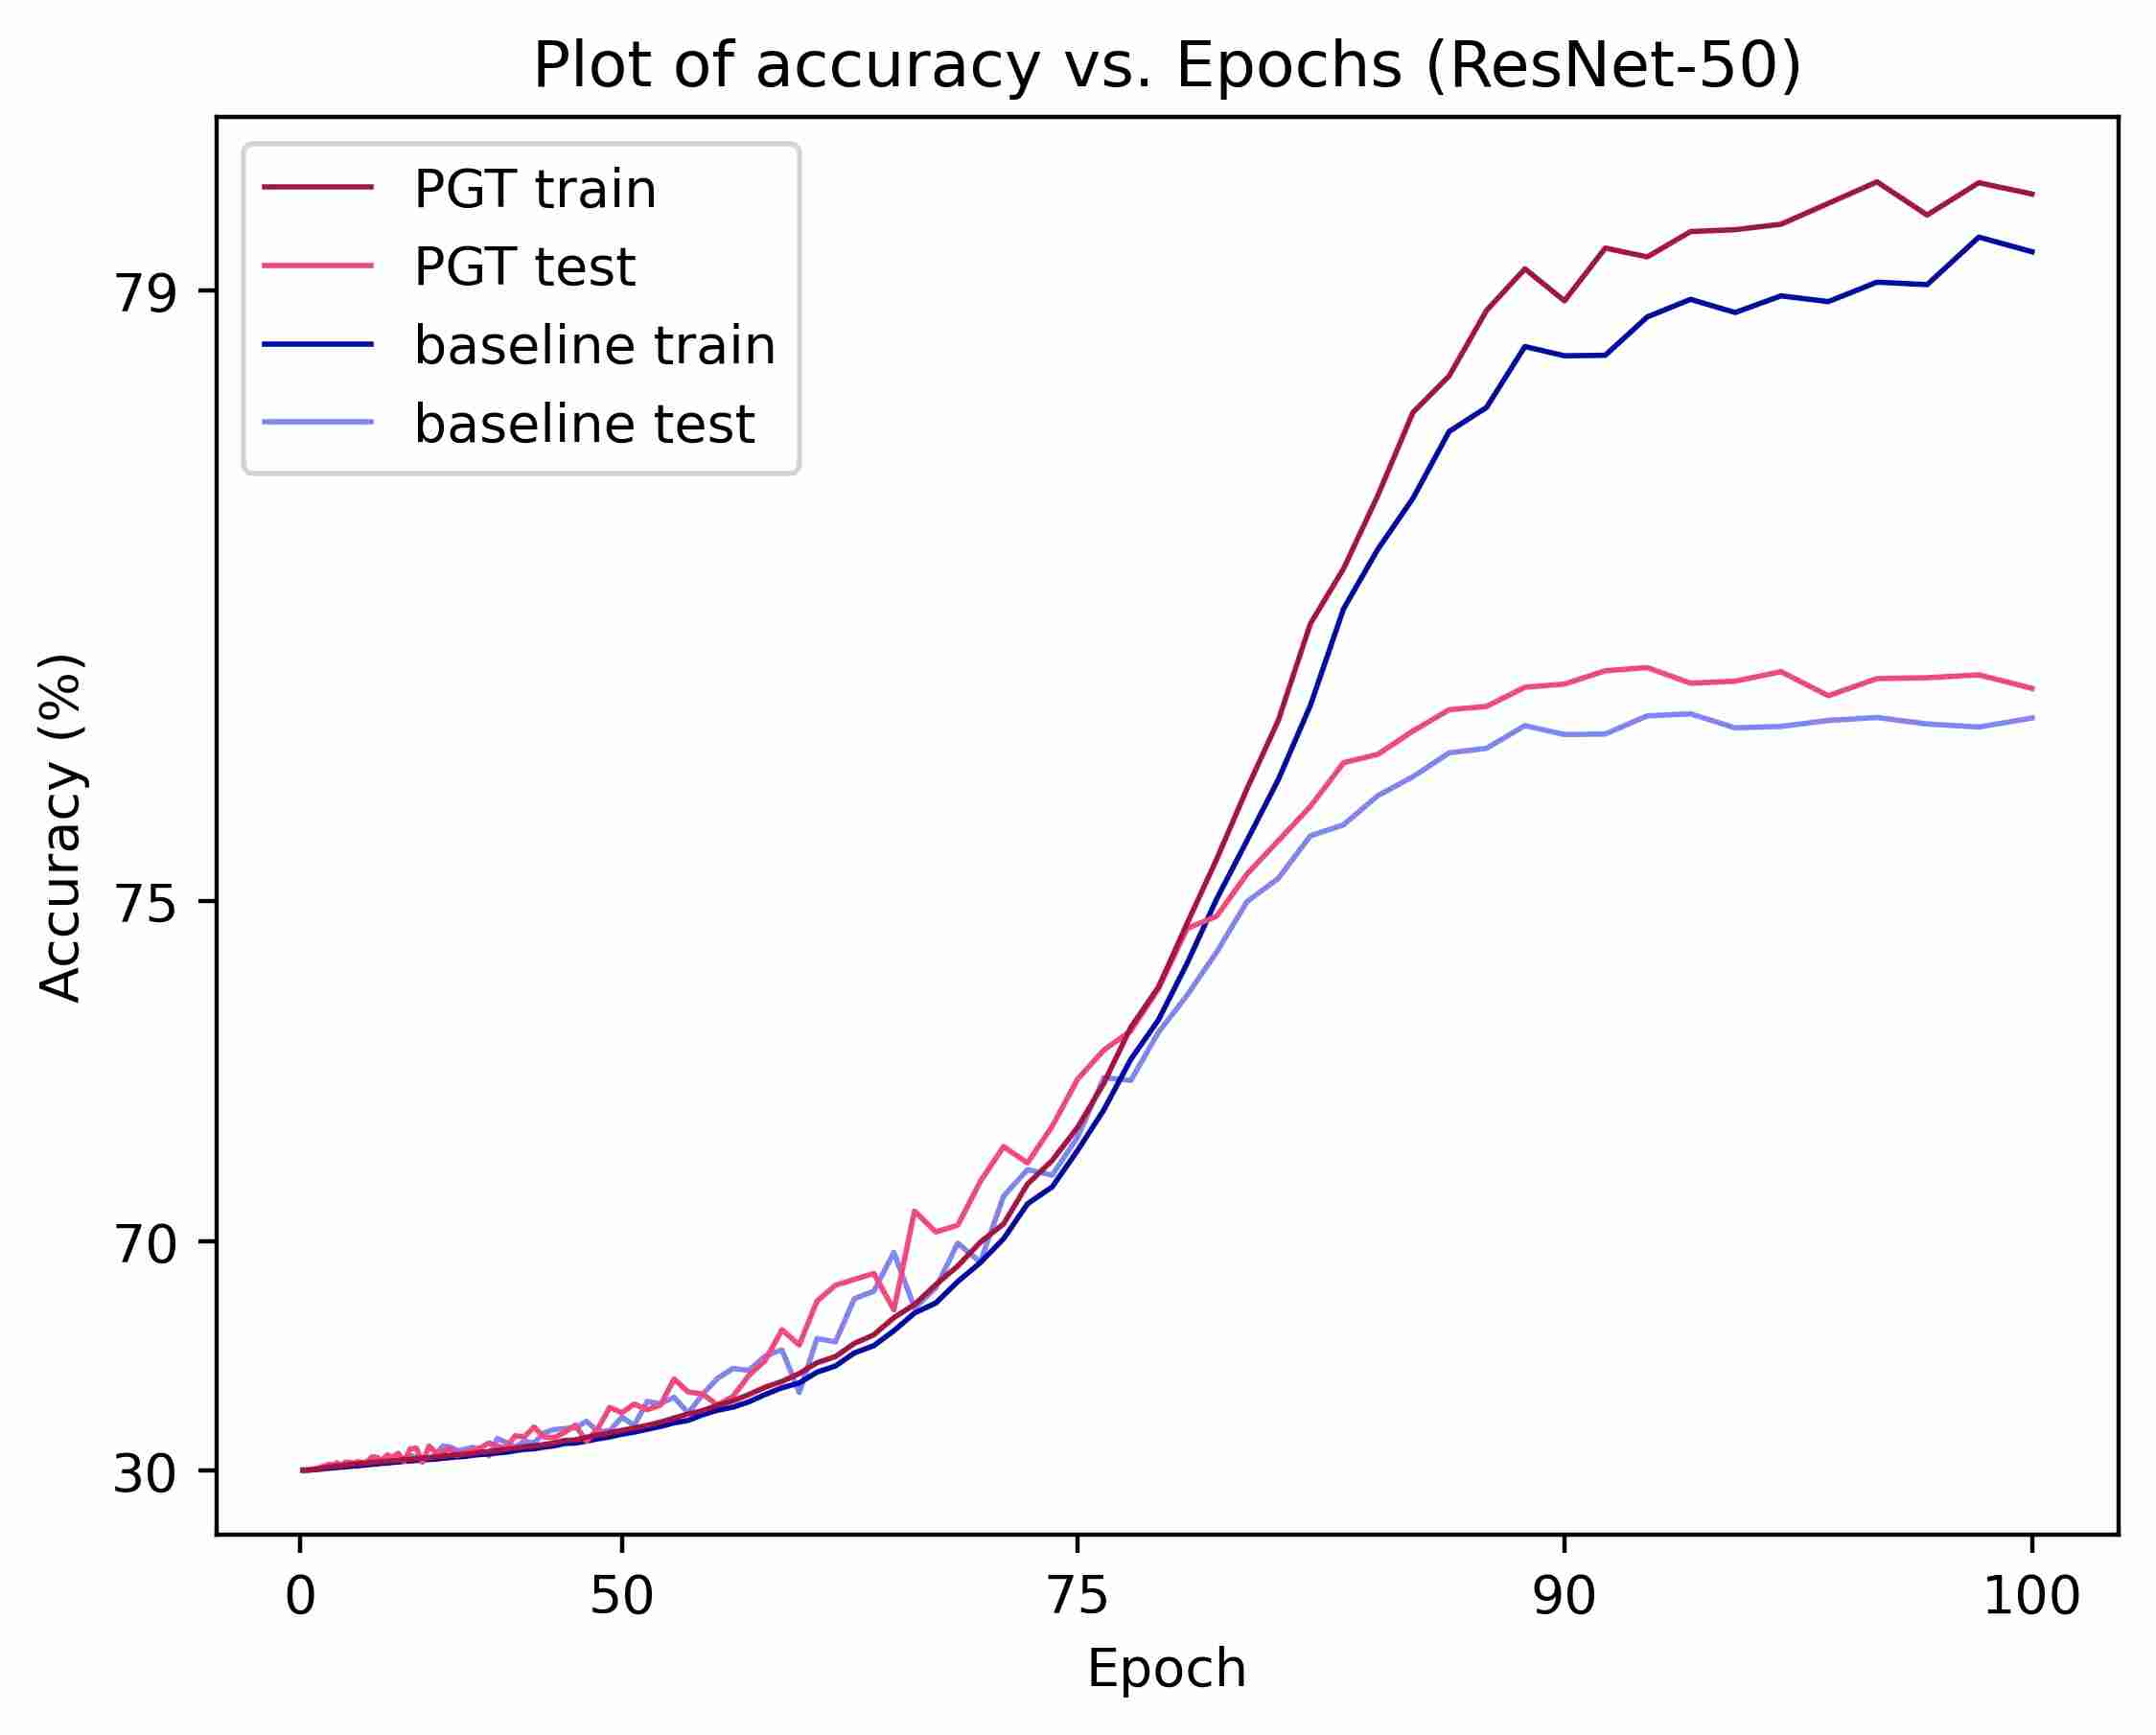 Plot of accuracy vs. Epochs (ResNet-50)
PGT train
PGT test
baseline train
baseline test
79
75
70
30
Accuracy (%)
0 50 75 90 100
Epoch